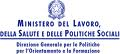 MINISTERO DEL LAVORO,
DELLA SALUTE E DELLE POLITICHE SOCIALI
Direzione Generale per le Politiche
per l'Orientamento e la Formazione